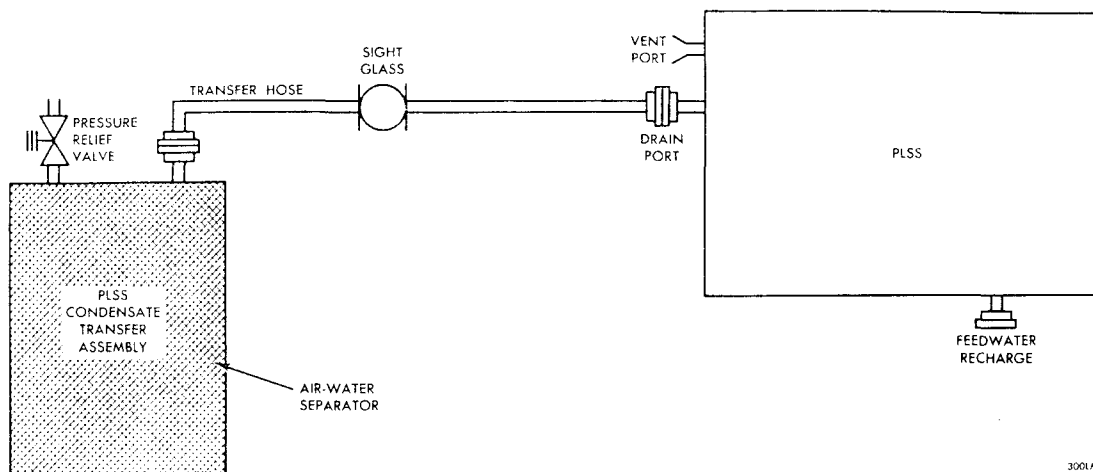 SIGHT
GLASS
VENT
PORT
TRANSFER HOSE
PRESSURE
RELIEF
VALVE
DRAIN
PORT
PLSS
PLSS
CONDENSATE
TRANSFER
ASSEMBLY
FEEDWATER
RECHARGE
AIR-WATER
SEPARATOR